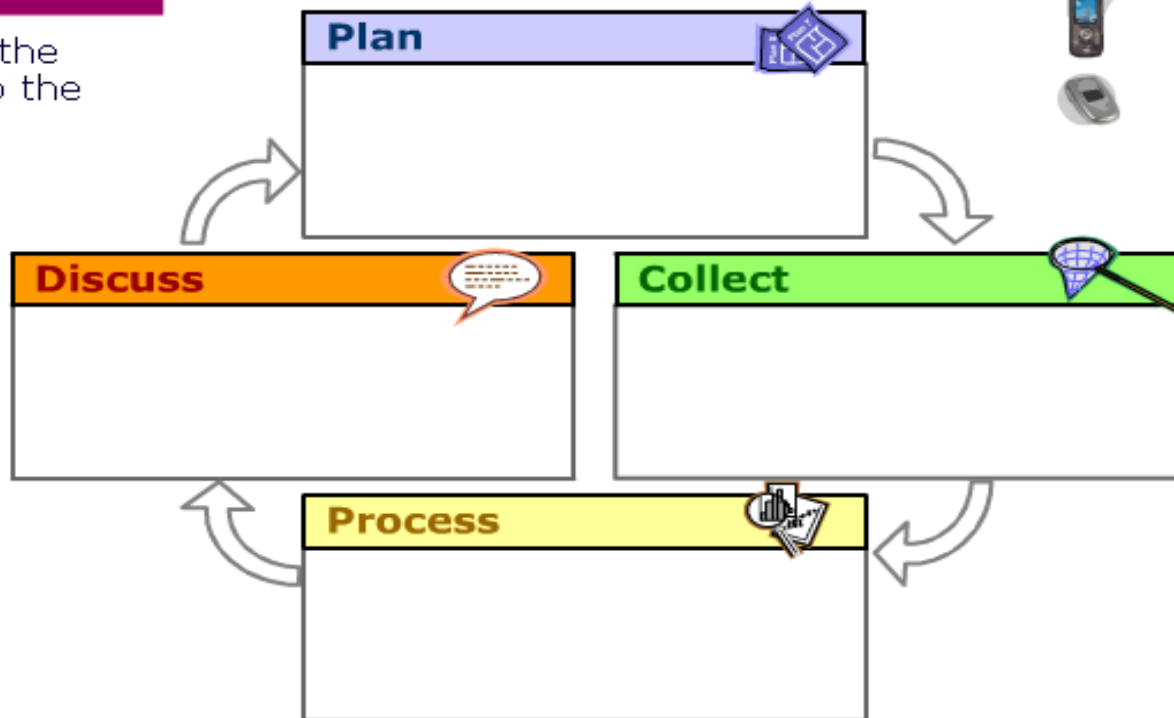 the
o the
Plan
Discuss
Collect
Process